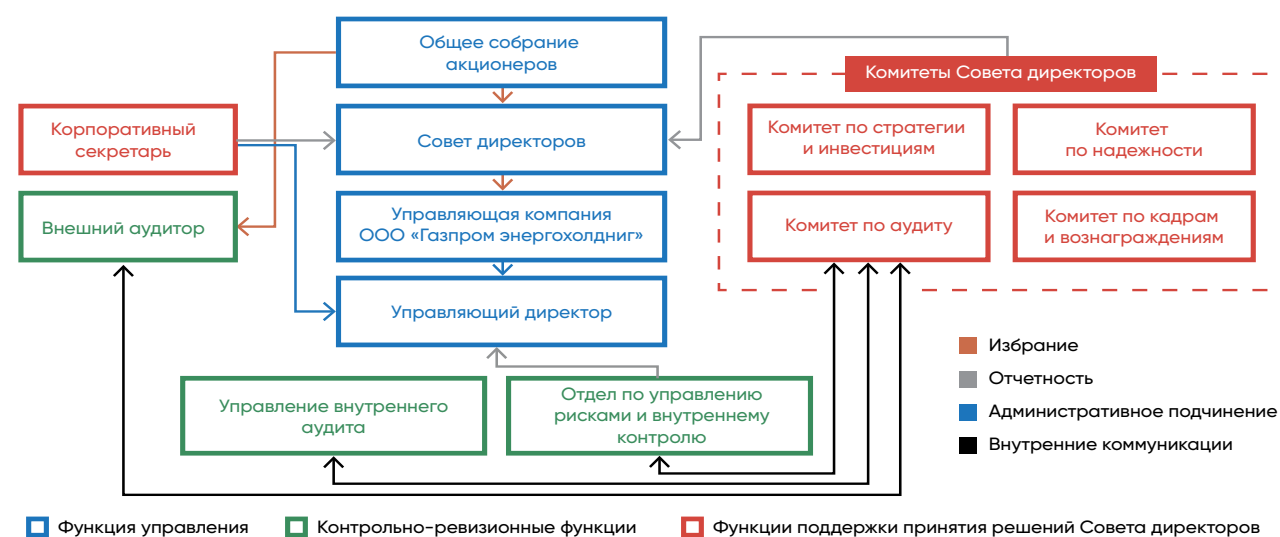 Общее собрание
акционеров
Комитеты Совета директоров
Корпоративный
секретарь
Совет директоров
Комитет по стратегии
и инвестициям
Комитет
по надежности
Внешний аудитор
Управляющая компания
ООО «Газпром энергохолдниг»
Комитет по аудиту
Комитет по кадрам
и вознаграждениям
Управляющий директор
Избрание
Отчетность
Административное подчинение
Внутренние коммуникации
Управление внутреннего
аудита
Отдел по управлению
рисками и внутреннему
контролю
Функция управления
Контрольно-ревизионные функции
Функции поддержки принятия решений Совета директоров